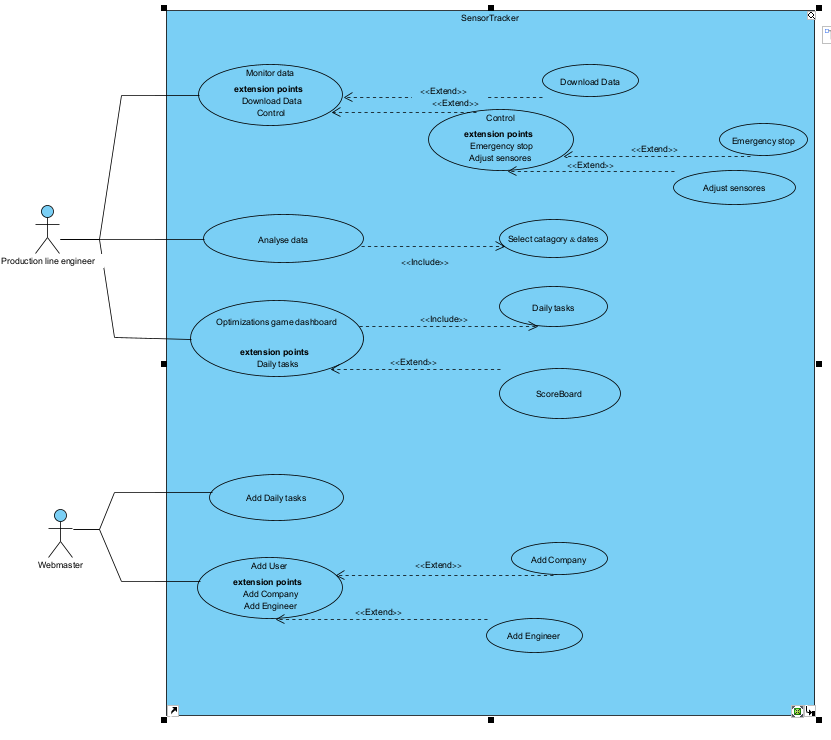 SensorTracker
Monitor data
extension points
Download Data
Control
<<Extend>>
Download Data
<<Extend>>
Control
extension points
Emergency stop
Adjust sensores
<<Extend>>
Emergency stop
<<Extend>>
Adjust sensores
Production line engineer
Analyse data
<<Include>>
Select catagory & dates
Optimizations game dashboard
extension points
Daily tasks
<<Include>>
Daily tasks
<<Extend>>
ScoreBoard
Webmaster
Add Daily tasks
Add User
extension points
Add Company
Add Engineer
<<Extend>>
Add Company
<<Extend>>
Add Engineer